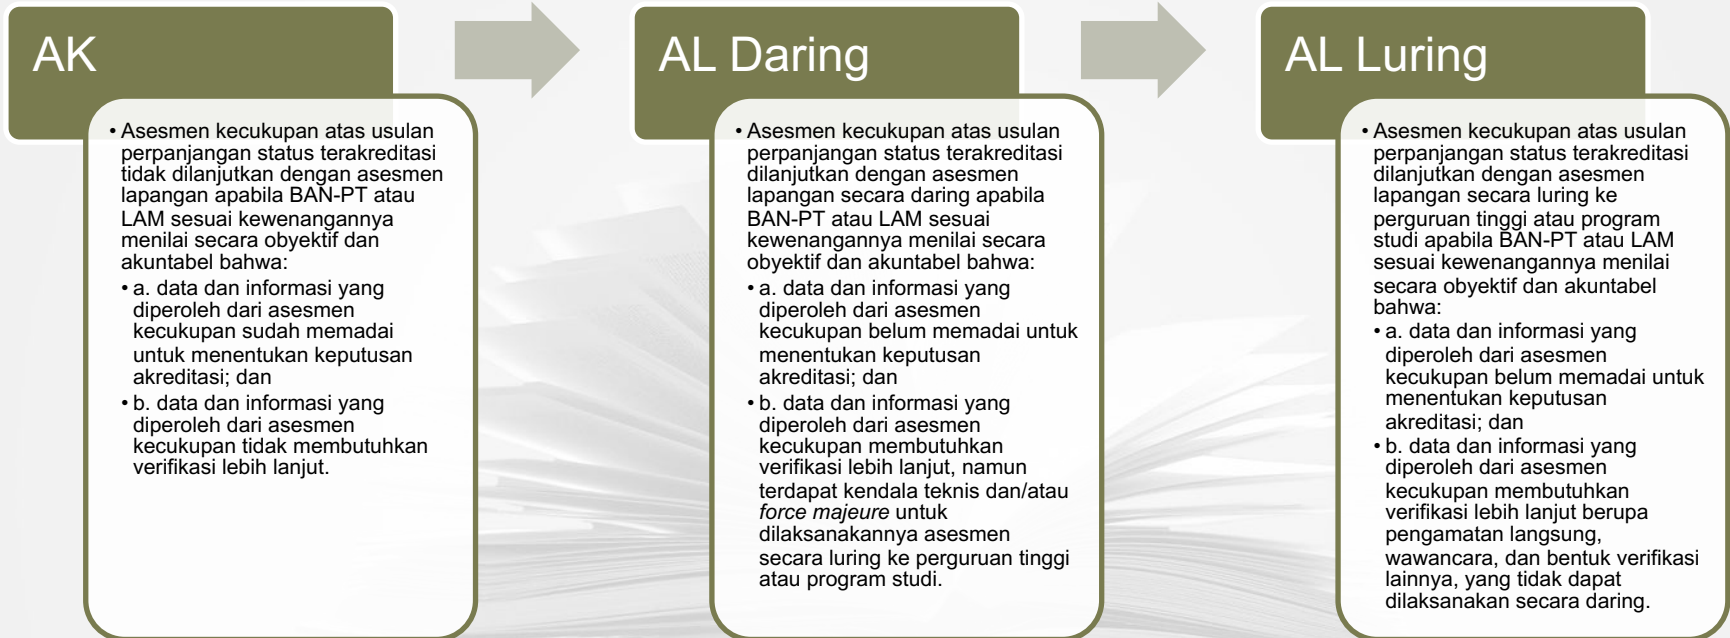 AK
• Asesmen kecukupan atas usulan
perpanjangan status terakreditasi
tidak dilanjutkan dengan asesmen
lapangan apabila BAN-PT atau
LAM sesuai kewenangannya
menilai secara obyektif dan
akuntabel bahwa:
• a. data dan informasi yang
diperoleh dari asesmen
kecukupan sudah memadai
untuk menentukan keputusan
akreditasi; dan
• b. data dan informasi yang
diperoleh dari asesmen
kecukupan tidak membutuhkan
verifikasi lebih lanjut.
AL Daring
• Asesmen kecukupan atas usulan
perpanjangan status terakreditasi
dilanjutkan dengan asesmen
lapangan secara daring apabila
BAN-PT atau LAM sesuai
kewenangannya menilai secara
obyektif dan akuntabel bahwa:
• a. data dan informasi yang
diperoleh dari asesmen
kecukupan belum memadai untuk
menentukan keputusan
akreditasi; dan
• b. data dan informasi yang
diperoleh dari asesmen
kecukupan membutuhkan
verifikasi lebih lanjut, namun
terdapat kendala teknis dan/atau
force majeure untuk
dilaksanakannya asesmen
secara luring ke perguruan tinggi
atau program studi.
AL Luring
• Asesmen kecukupan atas usulan
perpanjangan status terakreditasi
dilanjutkan dengan asesmen
lapangan secara luring ke
perguruan tinggi atau program
studi apabila BAN-PT atau LAM
sesuai kewenangannya menilai
secara obyektif dan akuntabel
bahwa:
• a. data dan informasi yang
diperoleh dari asesmen
kecukupan belum memadai untuk
menentukan keputusan
akreditasi; dan
• b. data dan informasi yang
diperoleh dari asesmen
kecukupan membutuhkan
verifikasi lebih lanjut berupa
pengamatan langsung,
wawancara, dan bentuk verifikasi
lainnya, yang tidak dapat
dilaksanakan secara daring.